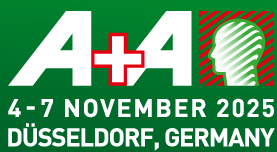 A+A
4-7 NOVEMBER 2025
DÜSSELDORF, GERMANY